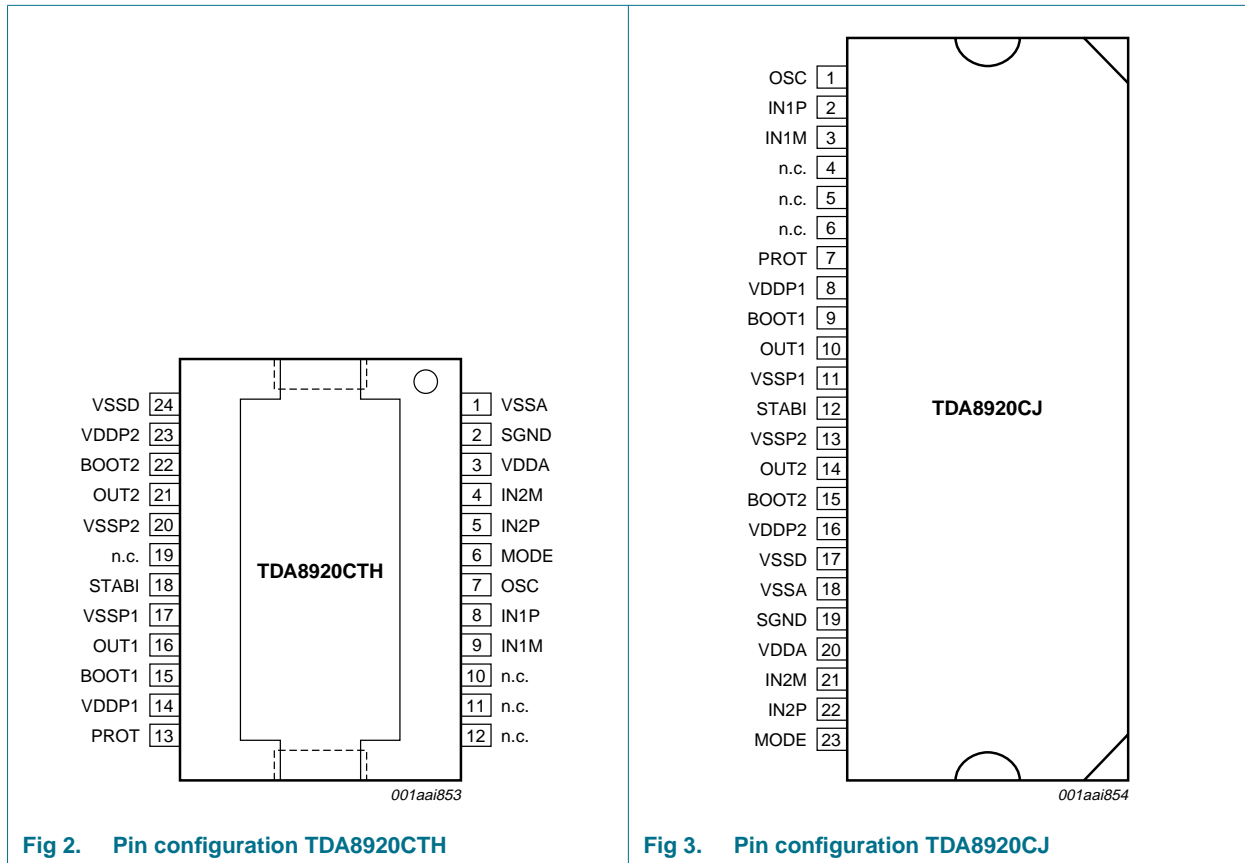 VSSD 24
VDDP2 23
BOOT2 22
OUT2 21
VSSP2 20
n.c. 19
STABI 18
VSSP1 17
OUT1 16
BOOT1 15
VDDP1 14
PROT 13
TDA8920CTH
1 VSSA
2 SGND
3 VDDA
4 IN2M
5 IN2P
6 MODE
7 OSC
8 IN1P
9 IN1M
10 n.c.
11 n.c.
12 n.c.
001aai853
Fig 2. Pin configuration TDA8920CTH
OSC 1
IN1P 2
IN1M 3
n.c. 4
n.c. 5
n.c. 6
PROT 7
VDDP1 8
BOOT1 9
OUT1 10
VSSP1 11
STABI 12
VSSP2 13
OUT2 14
BOOT2 15
VDDP2 16
VSSD 17
VSSA 18
SGND 19
VDDA 20
IN2M 21
IN2P 22
MODE 23
TDA8920CJ
001aai854
Fig 3. Pin configuration TDA8920CJ